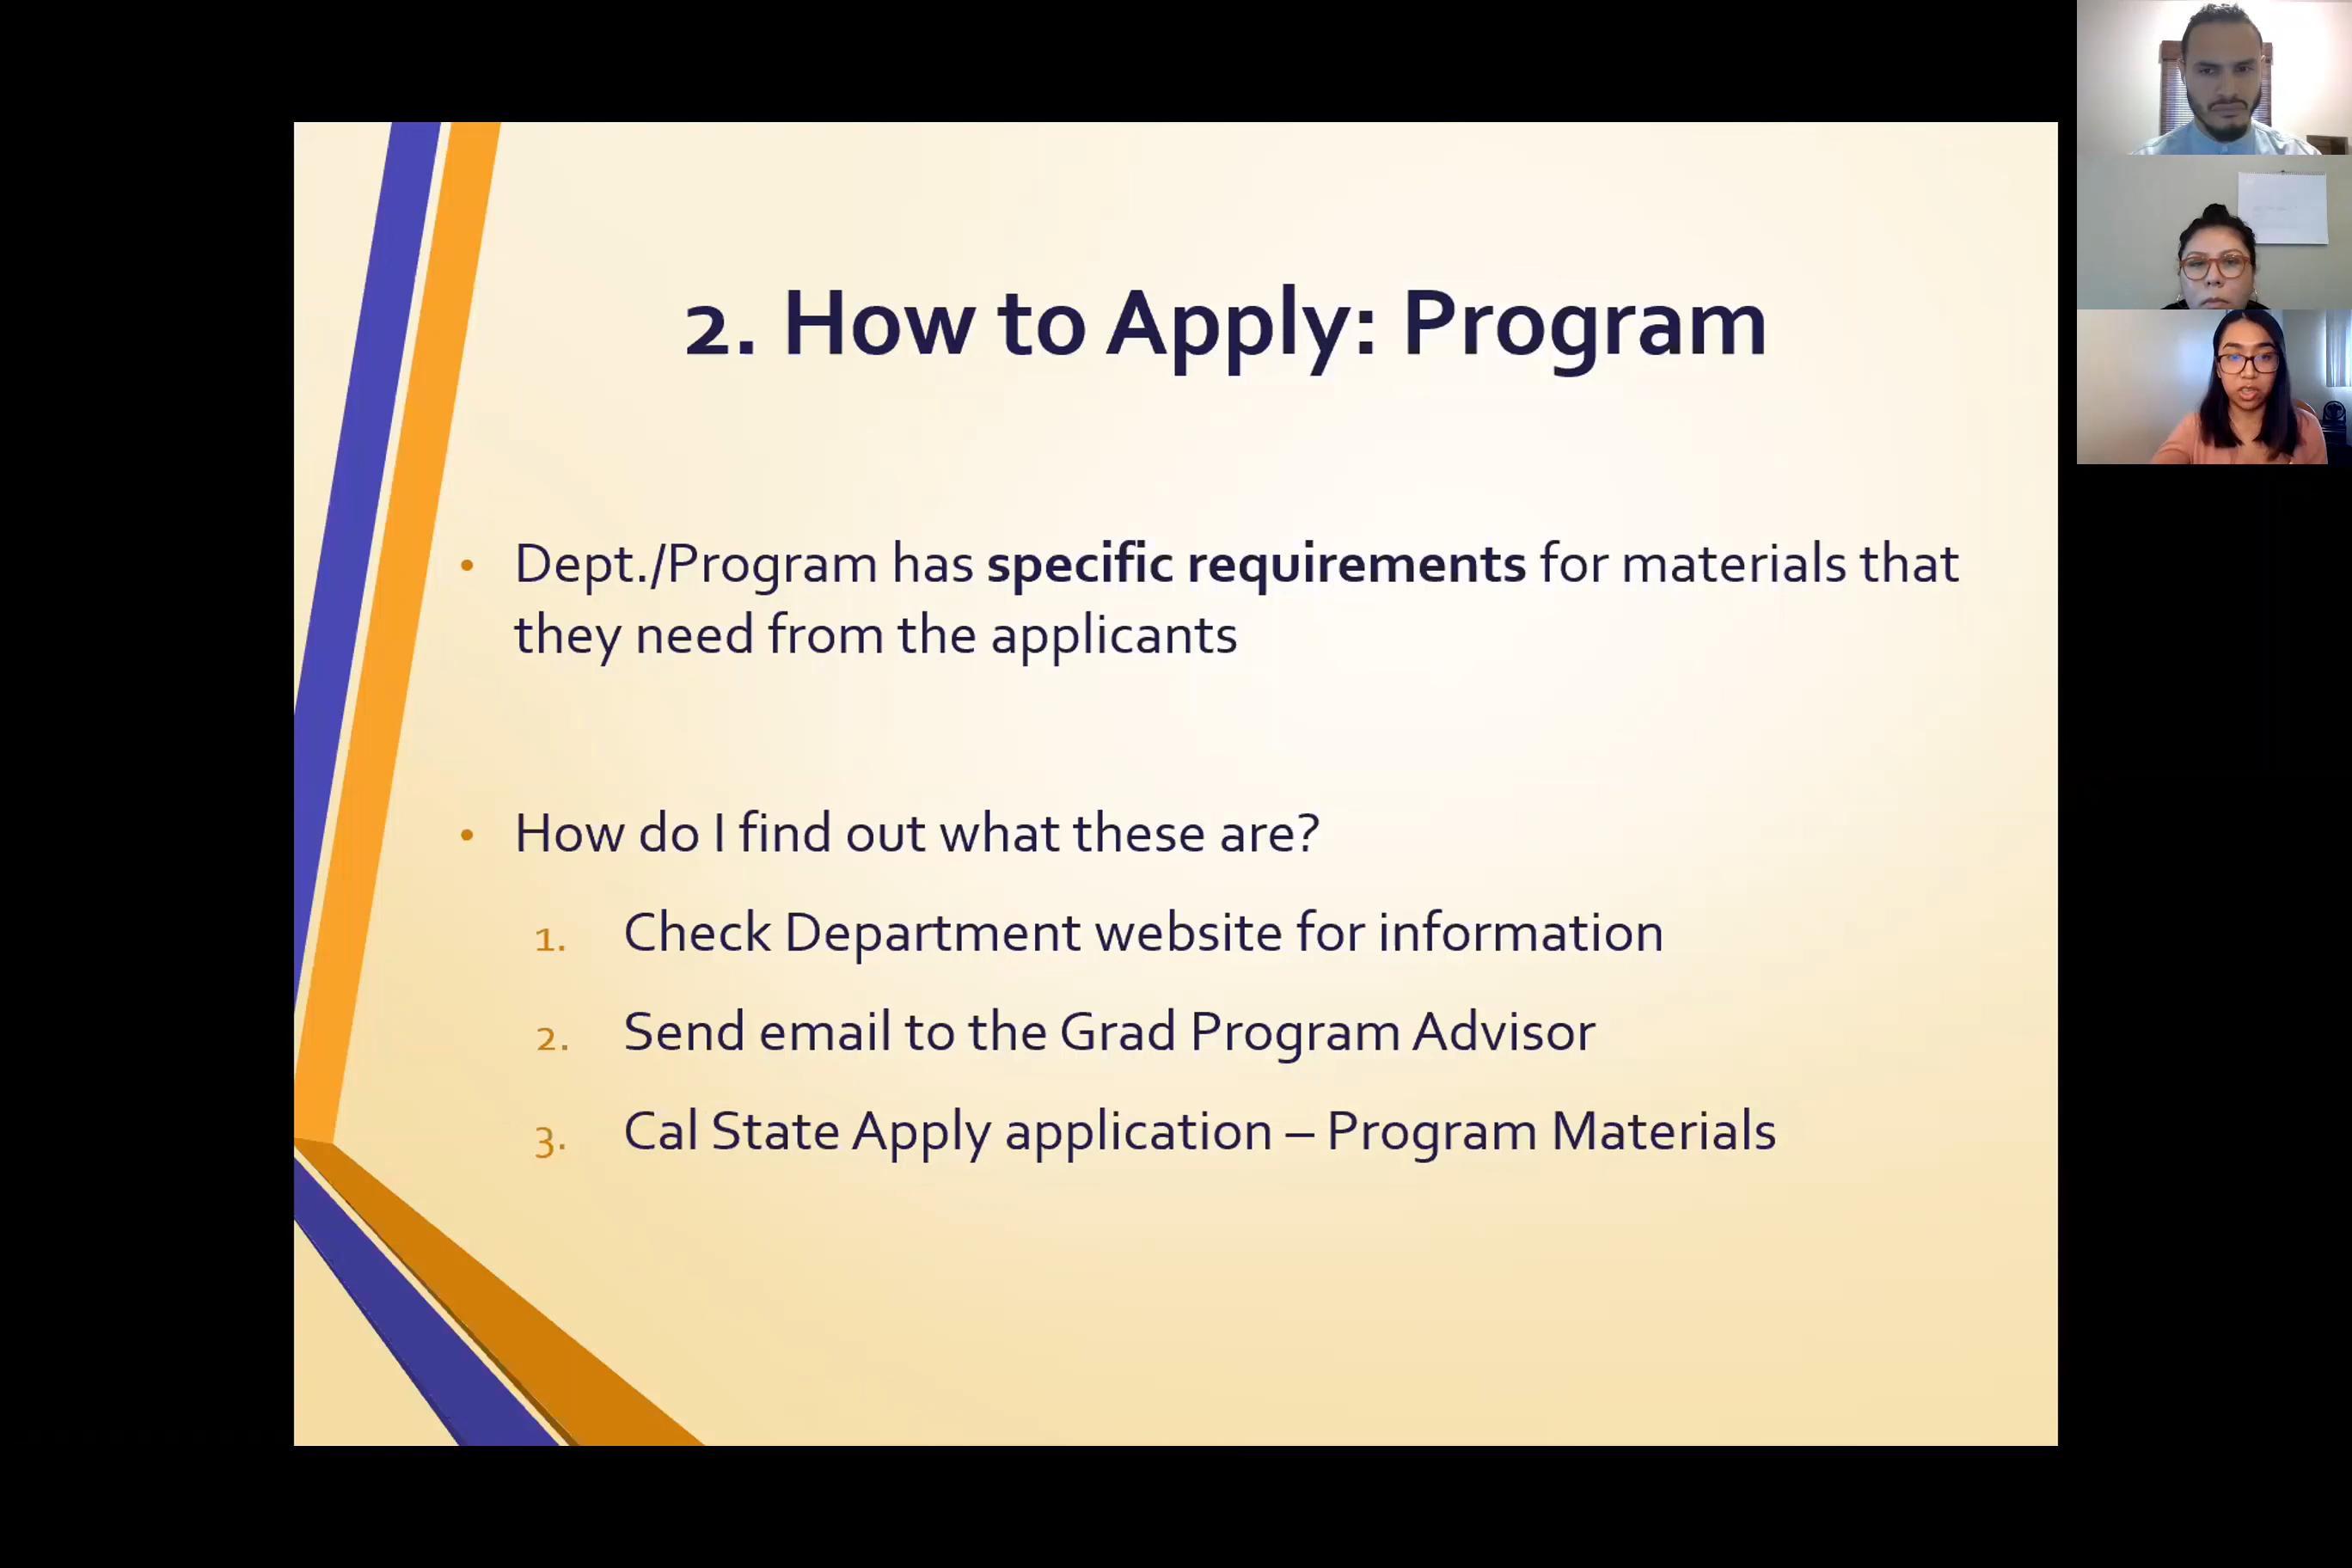 2. How to Apply: Program
• Dept./Program has specific requirements for materials that
they need from the applicants
• How do I find out what these are?
1. Check Department website for information
2. Send email to the Grad Program Advisor
3. Cal State Apply application – Program Materials